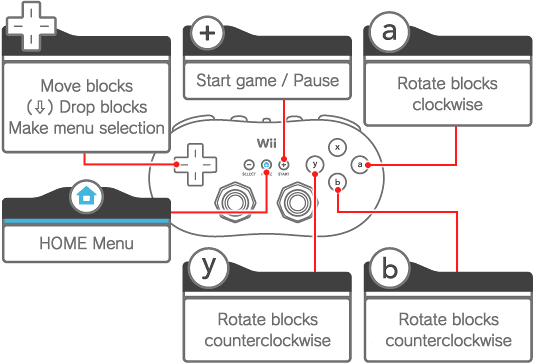 +
a
Move blocks
(⇩) Drop blocks
Make menu selection
Start game / Pause
Rotate blocks
clockwise
Wii
x
y
a
b
SELECT
START
HOME Menu
y
b
Rotate blocks
counterclockwise
Rotate blocks
counterclockwise